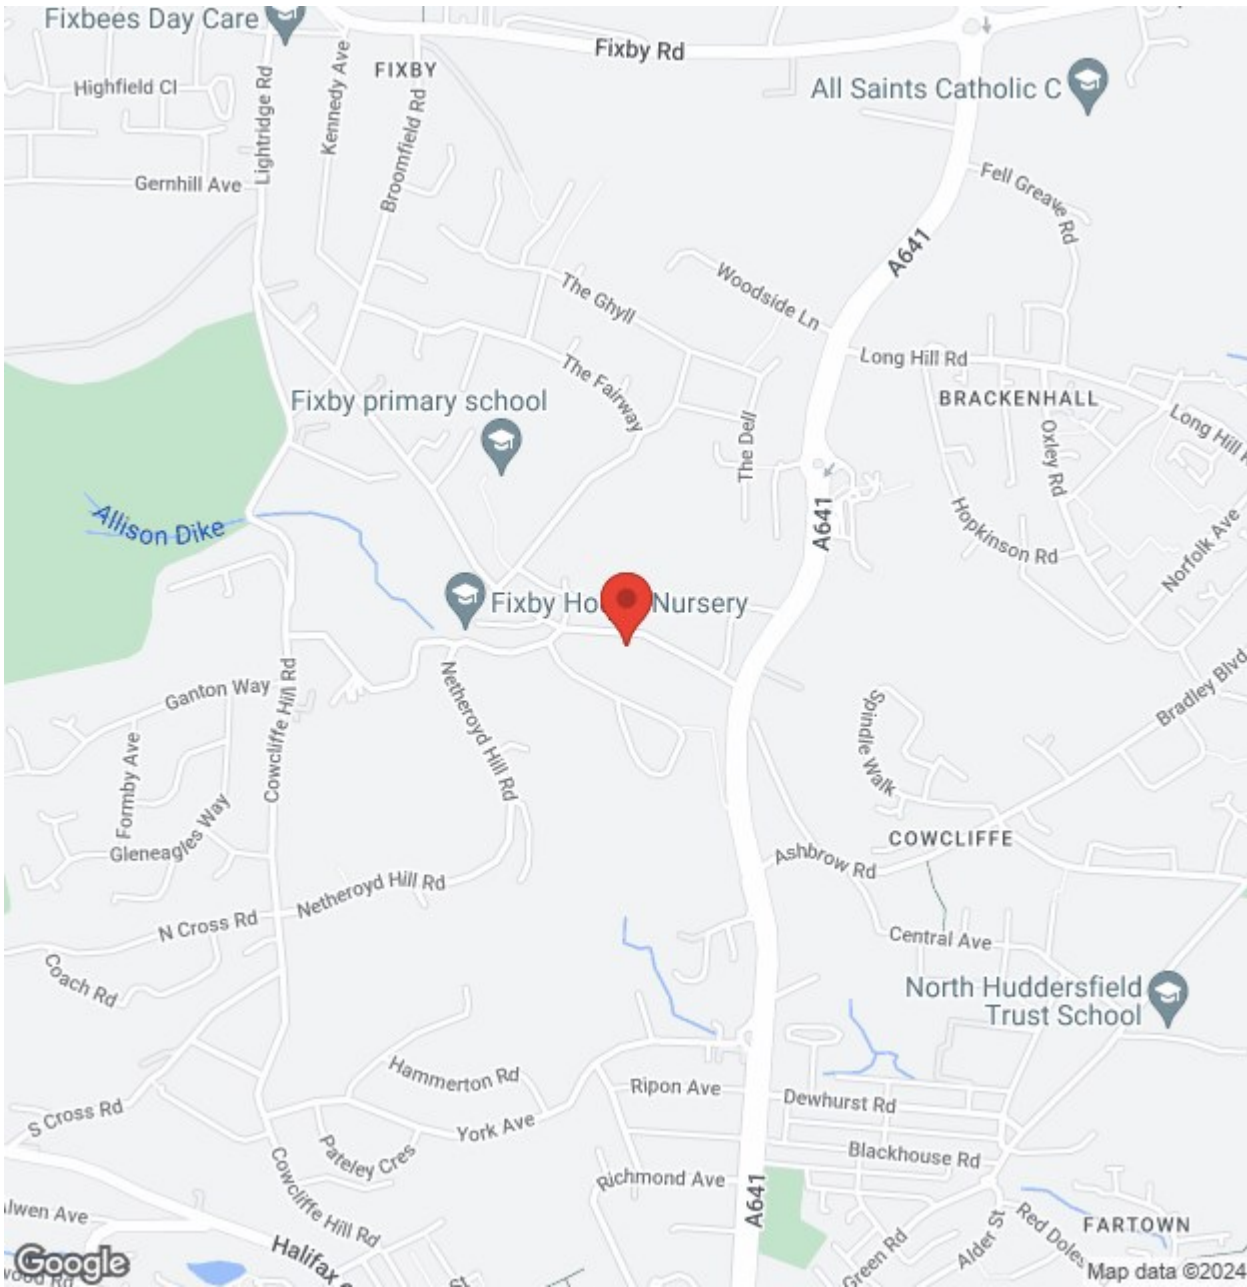 Fixbees Day Care
Fixby Rd
FIXBY
Highfield Cl
Kennedy Ave
Lightridge Rd
Broomfield Rd
All Saints Catholic C
Gernhill Ave
Fell Greave Rd
A641
Woodside Ln
The Ghyll
Long Hill Rd
The Fairway
BRACKENHALL
Fixby primary school
Long Hill R
The Dell
Oxley Rd
Allison Dike
A641
Hopkinson Rd
Norfolk Ave
Fixby Ho
Nursery
Ganton Way
Cowcliffe Hill Rd
Netheroyd Hill Rd
Bradley Blvd
Spindle Walk
Formby Ave
Gleneagles Way
COWCLIFFE
Ashbrow Rd
Netheroyd Hill Rd
N Cross Rd
Central Ave
Coach Rd
North Huddersfield
Trust School
Hammerton Rd
Ripon Ave
Dewhurst Rd
S Cross Rd
York Ave
Pateley Cres
Blackhouse Rd
Richmond Ave
Cowcliffe Hill Rd
A641
lwen Ave
Halifax
Green Rd
Alder St
Red Doles
FARTOWN
Google
wood Rd
St
Map data ©2024